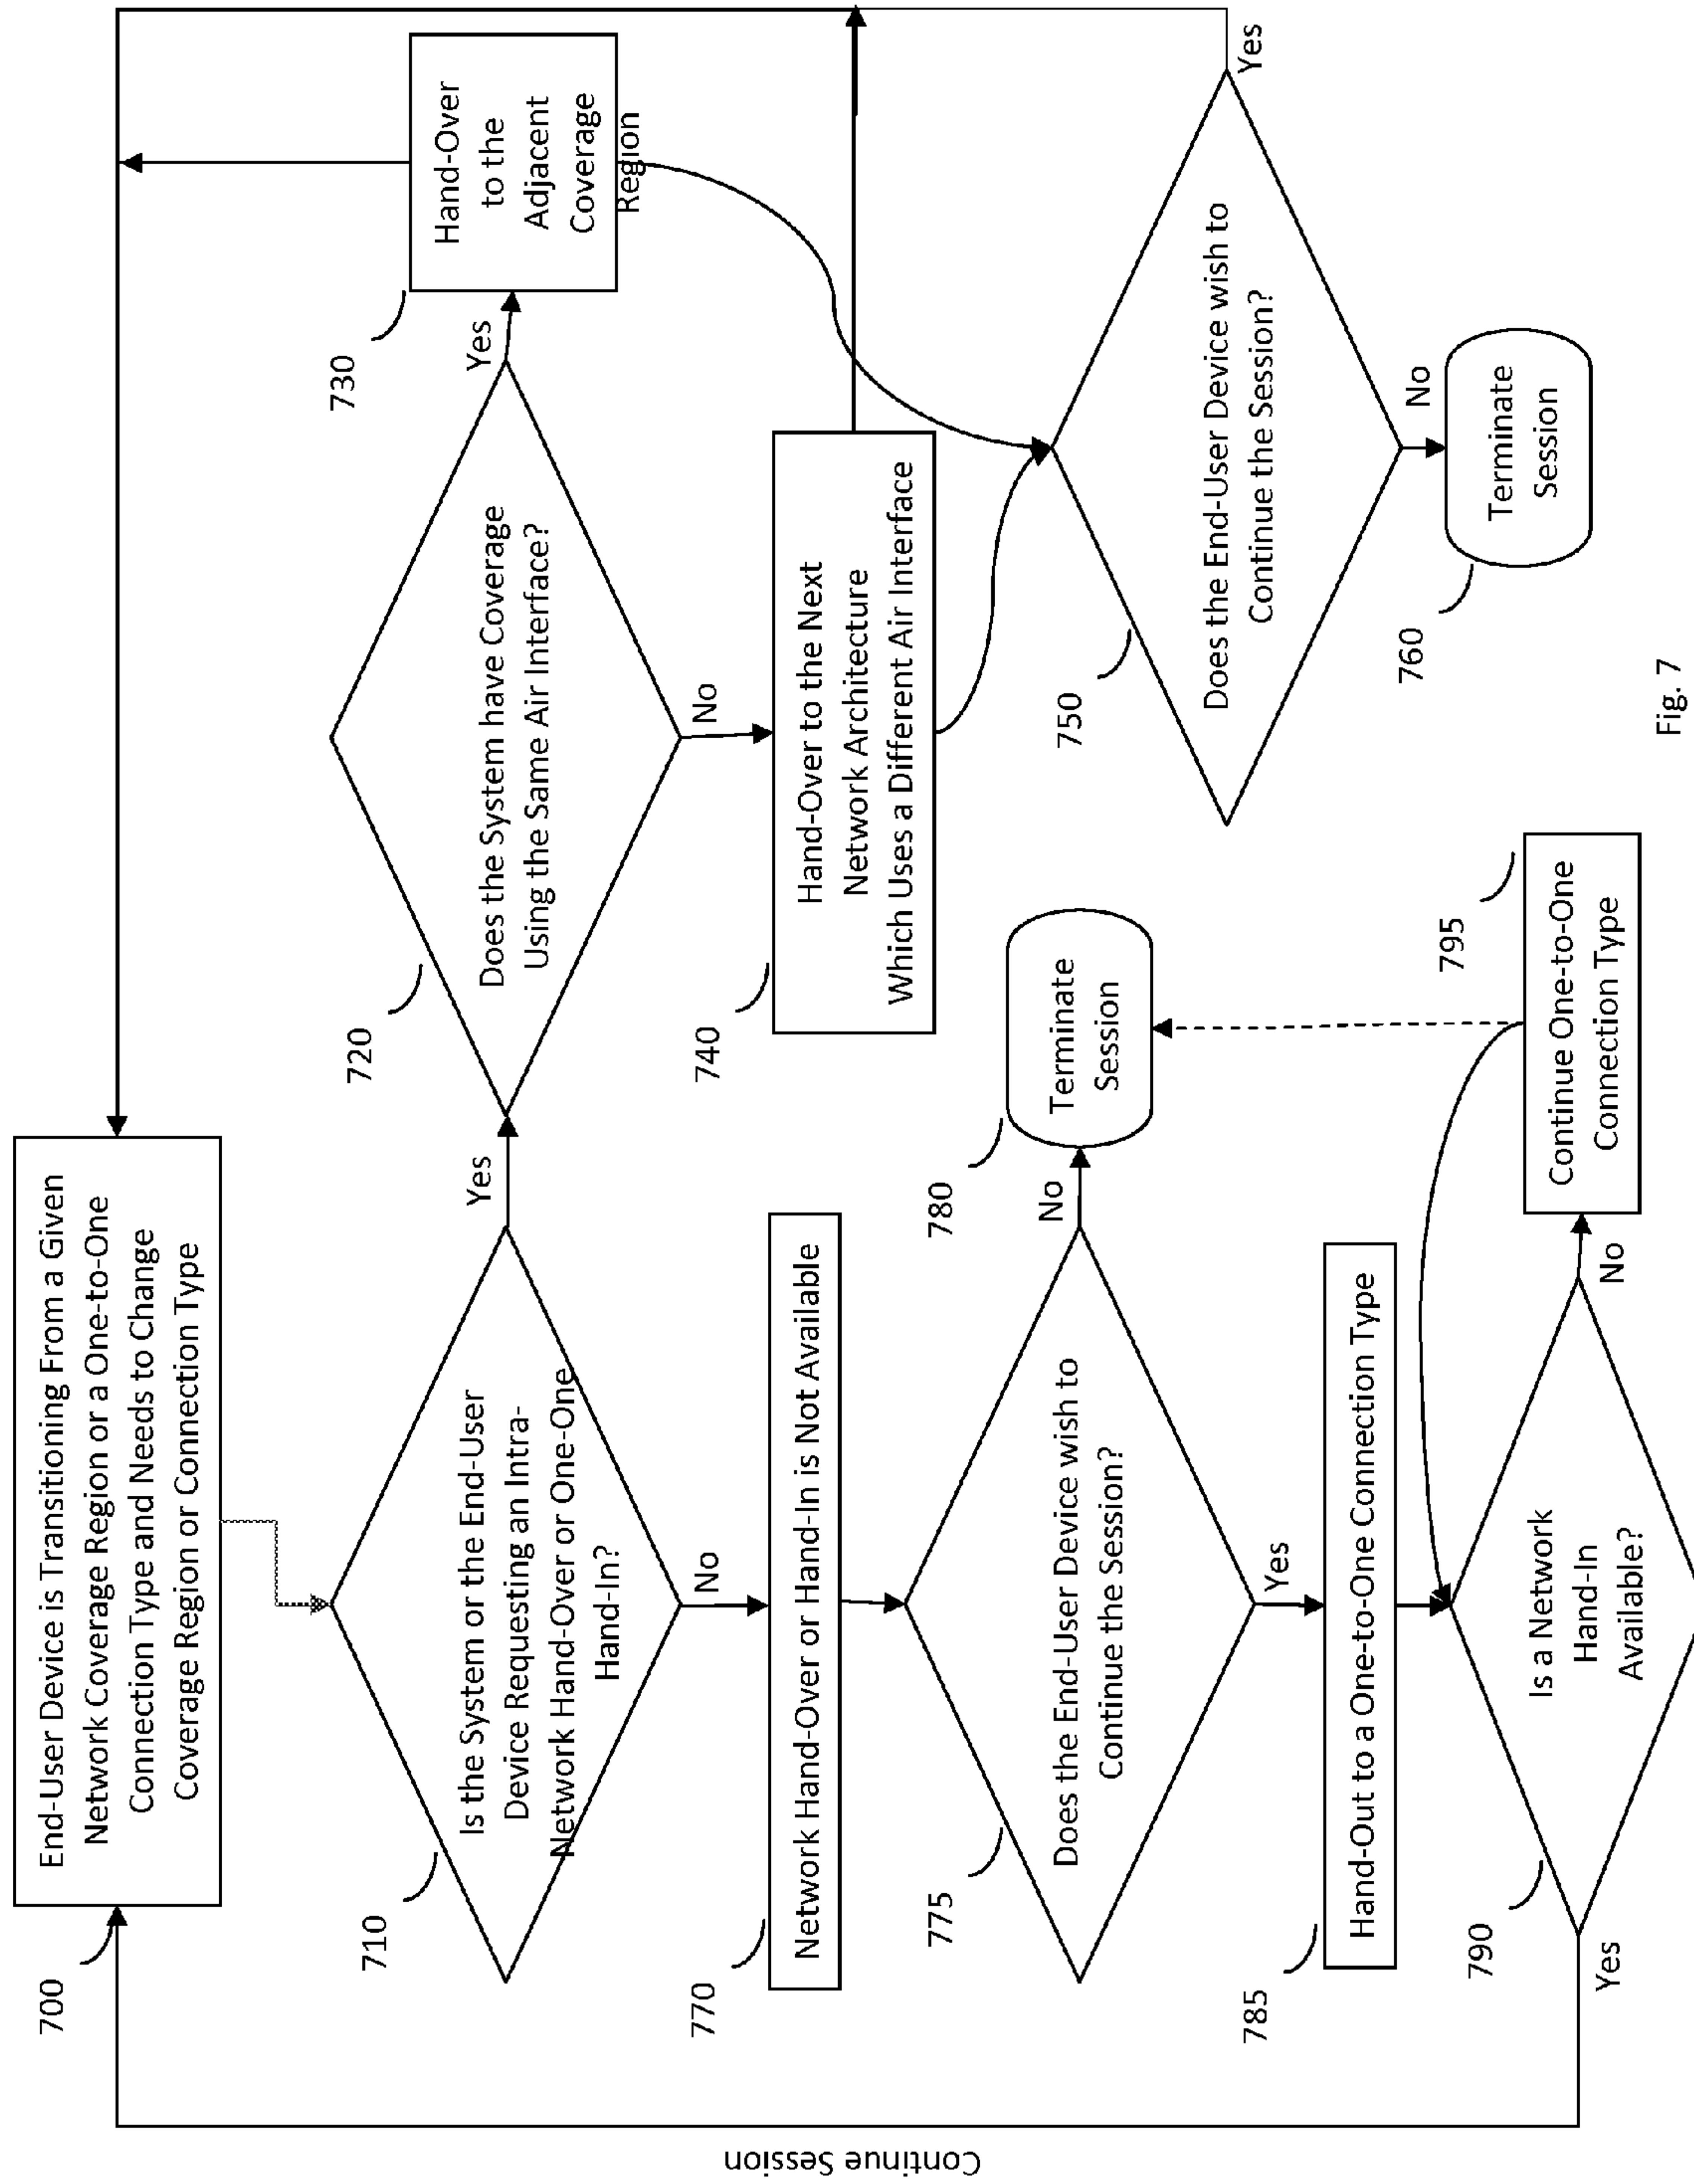 Continue Session
700
End-User Device is Transitioning From a Given
Network Coverage Region or a One-to-One
Connection Type and Needs to Change
Coverage Region or Connection Type
710
Is the System or the End-User
Device Requesting an Intra-
Network Hand-Over or One-One
Hand-In?
Yes
No
720
Does the System have Coverage
Using the Same Air Interface?
Yes
No
730
Hand-Over
to the
Adjacent
Coverage
Region
740
Hand-Over to the Next
Network Architecture
Which Uses a Different Air Interface
750
Does the End-User Device wish to
Continue the Session?
Yes
No
760
Terminate
Session
770
Network Hand-Over or Hand-In is Not Available
775
Does the End-User Device wish to
Continue the Session?
No
Yes
780
Terminate
Session
785
Hand-Out to a One-to-One Connection Type
790
Is a Network
Hand-In
Available?
Yes
No
795
Continue One-to-One
Connection Type
Fig. 7